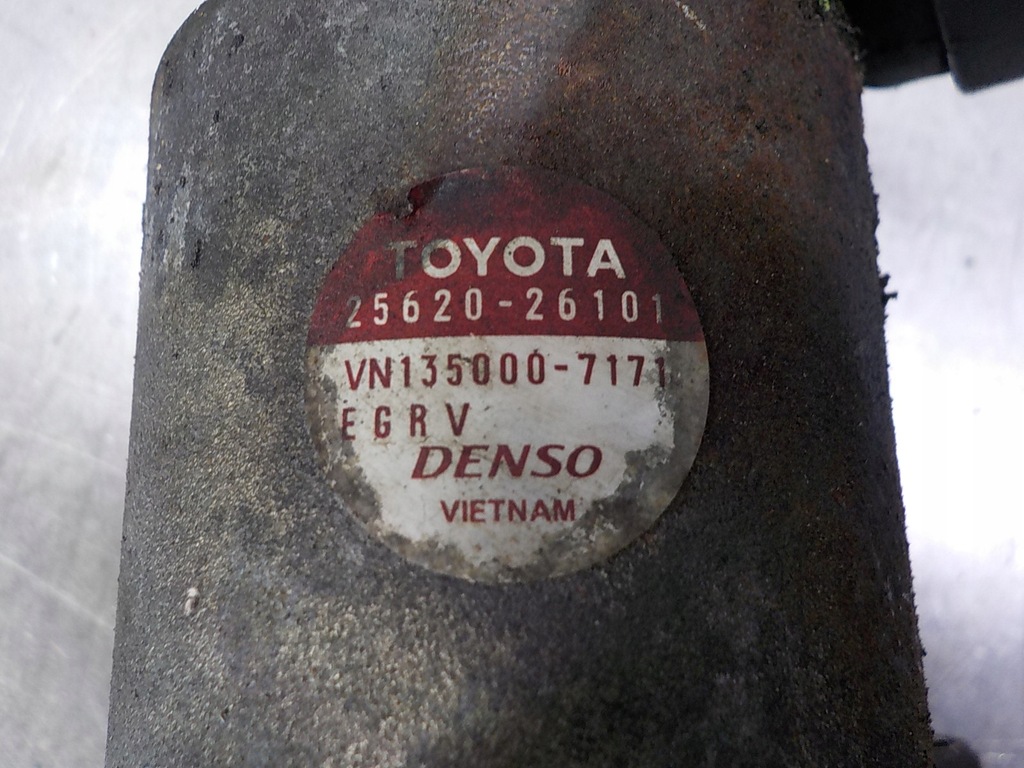 TOYOTA
25620-26101
VN135000-7171
EGRV
DENSO
VIETNAM